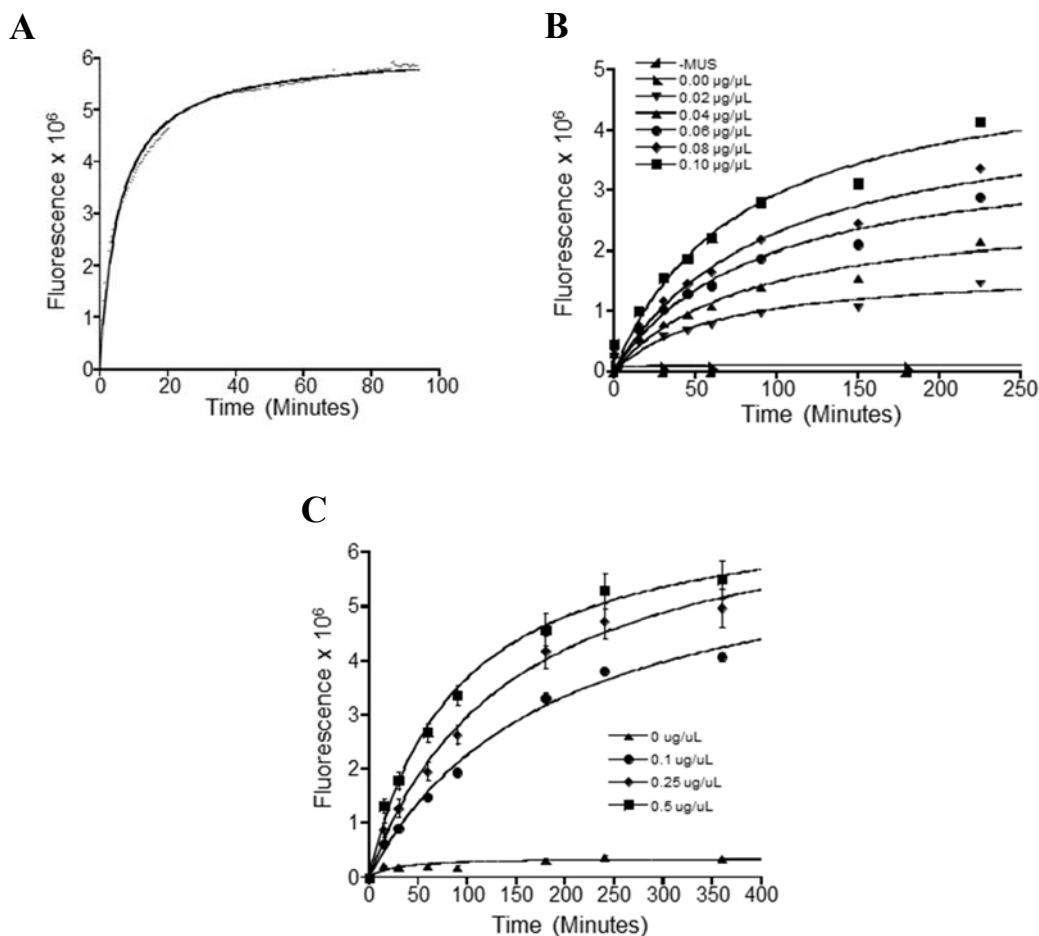 A
Fluorescence x 10⁶
6
5
4
3
2
1
0
0 20 40 60 80 100
Time (Minutes)
B
Fluorescence x 10⁶
5
4
3
2
1
0
-MUS
0.00 µg/µL
0.02 µg/µL
0.04 µg/µL
0.06 µg/µL
0.08 µg/µL
0.10 µg/µL
0 50 100 150 200 250
Time (Minutes)
C
Fluorescence x 10⁶
6
5
4
3
2
1
0
0 ug/uL
0.1 ug/uL
0.25 ug/uL
0.5 ug/uL
0 50 100 150 200 250 300 350 400
Time (Minutes)